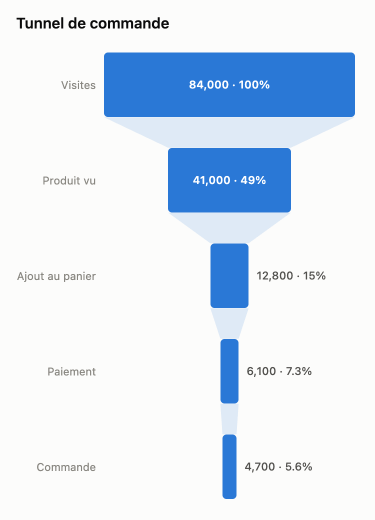 Tunnel de commande
Visites
84,000 · 100%
Produit vu
41,000 · 49%
Ajout au panier
12,800 · 15%
Paiement
6,100 · 7.3%
Commande
4,700 · 5.6%